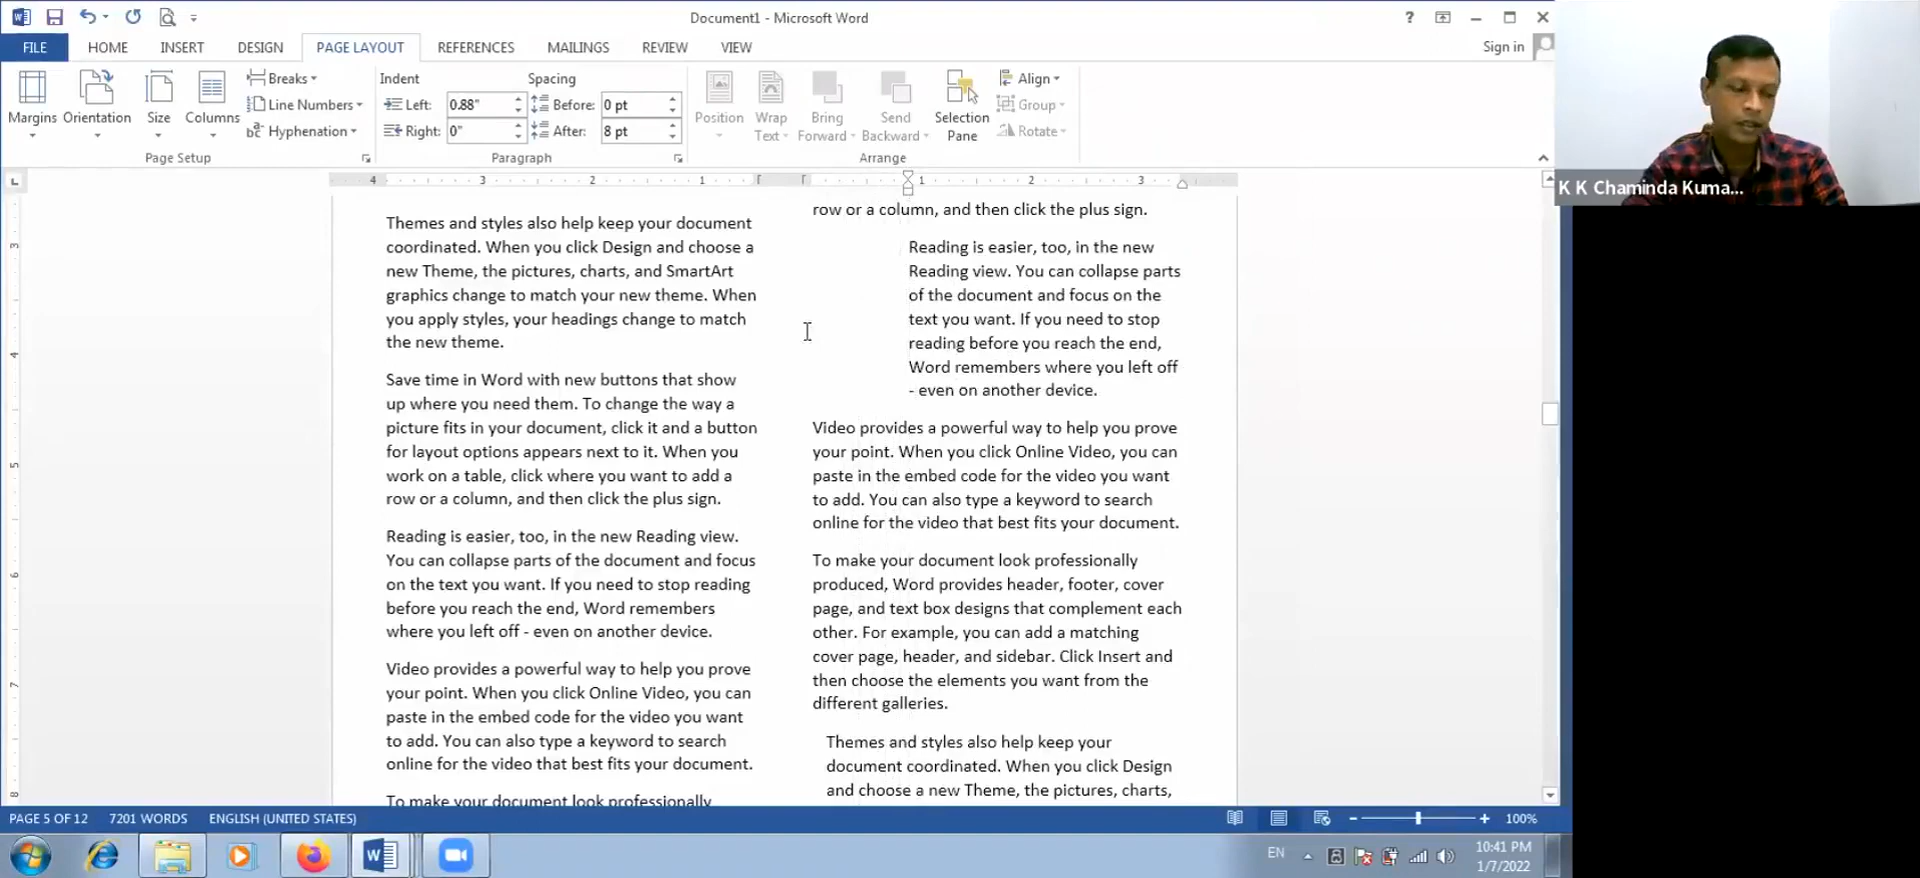 Document1 - Microsoft Word
?
FILE HOME INSERT DESIGN PAGE LAYOUT REFERENCES MAILINGS REVIEW VIEW
Sign in
Margins
Orientation
Size
Columns
Breaks
Line Numbers
Hyphenation
Page Setup
Indent
Left: 0.88"
Right: 0"
Spacing
Before: 0 pt
After: 8 pt
Paragraph
Position
Wrap
Text
Bring
Forward
Send
Backward
Selection
Pane
Align
Group
Rotate
Arrange
K K Chaminda Kuma...
4 3 2 1 1 2 3
3
4
5
6
7
8
Themes and styles also help keep your document
coordinated. When you click Design and choose a
new Theme, the pictures, charts, and SmartArt
graphics change to match your new theme. When
you apply styles, your headings change to match
the new theme.
Save time in Word with new buttons that show
up where you need them. To change the way a
picture fits in your document, click it and a button
for layout options appears next to it. When you
work on a table, click where you want to add a
row or a column, and then click the plus sign.
Reading is easier, too, in the new Reading view.
You can collapse parts of the document and focus
on the text you want. If you need to stop reading
before you reach the end, Word remembers
where you left off - even on another device.
Video provides a powerful way to help you prove
your point. When you click Online Video, you can
paste in the embed code for the video you want
to add. You can also type a keyword to search
online for the video that best fits your document.
To make your document look professionally
row or a column, and then click the plus sign.
Reading is easier, too, in the new
Reading view. You can collapse parts
of the document and focus on the
text you want. If you need to stop
reading before you reach the end,
Word remembers where you left off
- even on another device.
Video provides a powerful way to help you prove
your point. When you click Online Video, you can
paste in the embed code for the video you want
to add. You can also type a keyword to search
online for the video that best fits your document.
To make your document look professionally
produced, Word provides header, footer, cover
page, and text box designs that complement each
other. For example, you can add a matching
cover page, header, and sidebar. Click Insert and
then choose the elements you want from the
different galleries.
Themes and styles also help keep your
document coordinated. When you click Design
and choose a new Theme, the pictures, charts,
PAGE 5 OF 12 7201 WORDS ENGLISH (UNITED STATES)
100%
EN
10:41 PM
1/7/2022